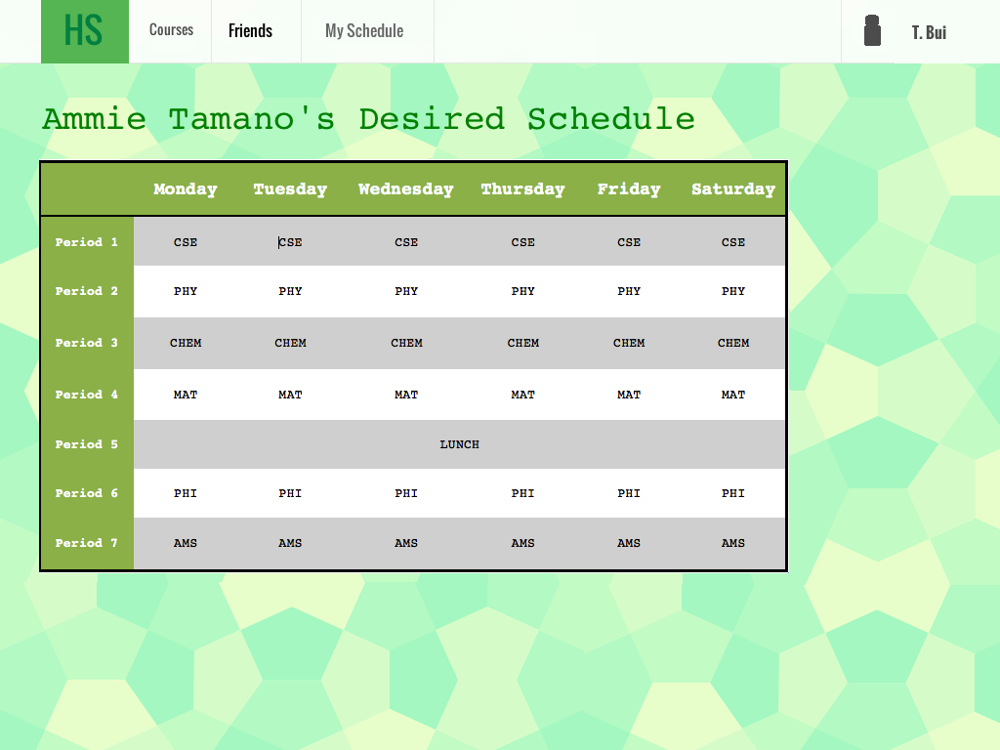 HS Courses Friends My Schedule T. Bui
Ammie Tamano's Desired Schedule
Monday Tuesday Wednesday Thursday Friday Saturday
Period 1 CSE CSE CSE CSE CSE CSE
Period 2 PHY PHY PHY PHY PHY PHY
Period 3 CHEM CHEM CHEM CHEM CHEM CHEM
Period 4 MAT MAT MAT MAT MAT MAT
Period 5 LUNCH
Period 6 PHI PHI PHI PHI PHI PHI
Period 7 AMS AMS AMS AMS AMS AMS